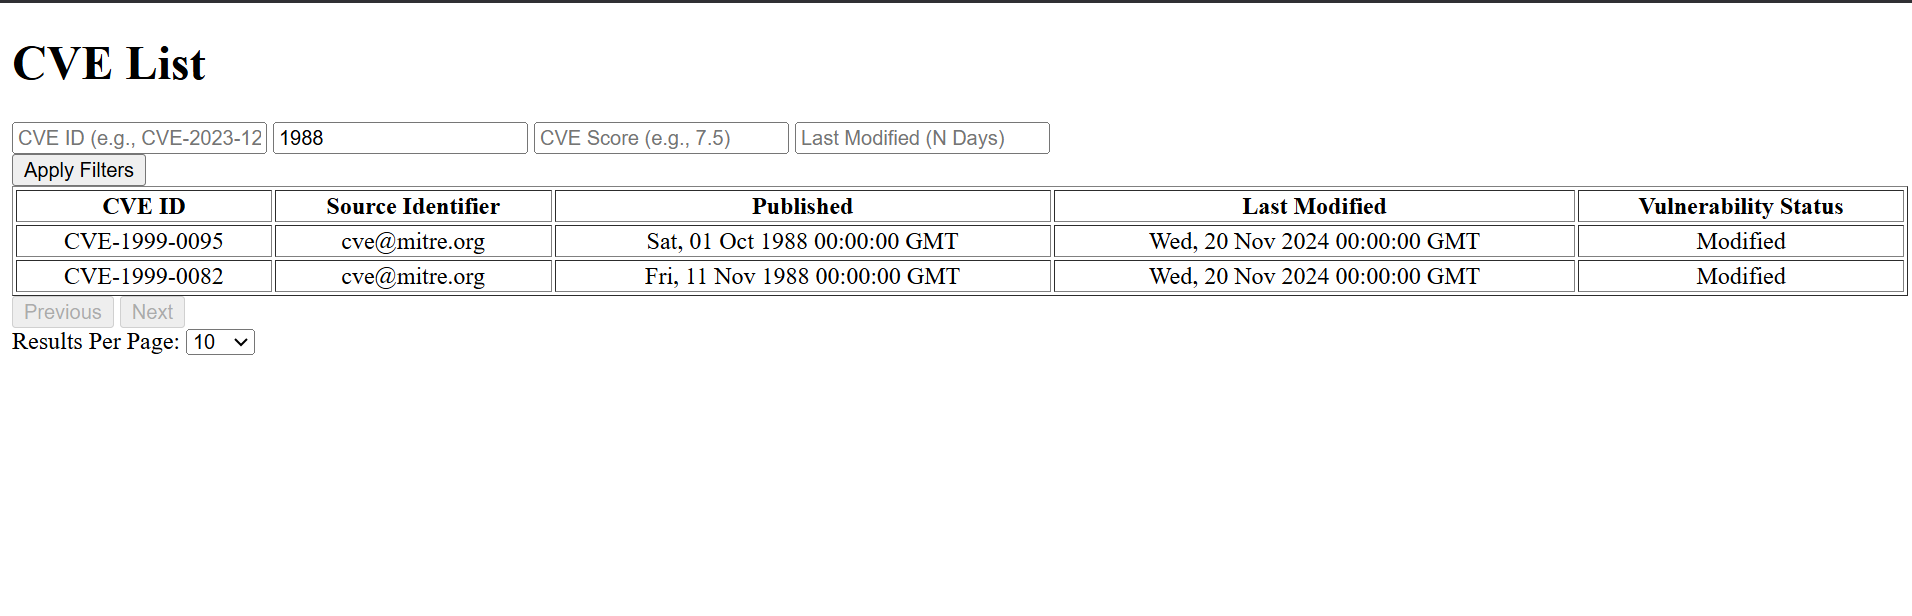 CVE List
CVE ID (e.g., CVE-2023-12 1988 CVE Score (e.g., 7.5) Last Modified (N Days)
Apply Filters
CVE ID Source Identifier Published Last Modified Vulnerability Status
CVE-1999-0095 cve@mitre.org Sat, 01 Oct 1988 00:00:00 GMT Wed, 20 Nov 2024 00:00:00 GMT Modified
CVE-1999-0082 cve@mitre.org Fri, 11 Nov 1988 00:00:00 GMT Wed, 20 Nov 2024 00:00:00 GMT Modified
Previous Next
Results Per Page: 10